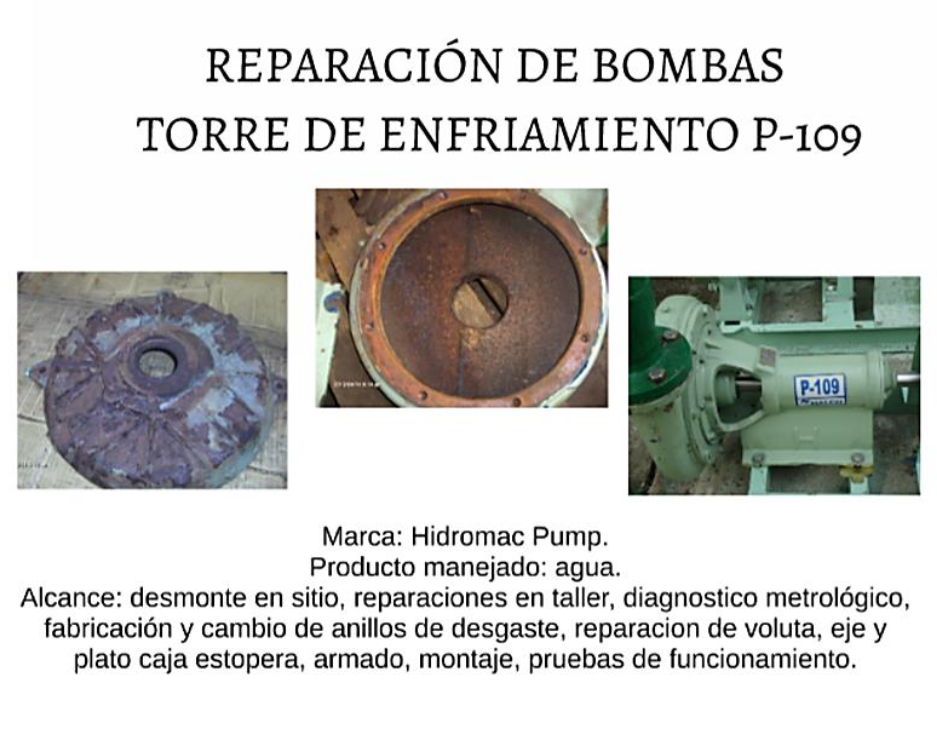 REPARACIÓN DE BOMBAS
TORRE DE ENFRIAMIENTO P-109
P-109
Marca: Hidromac Pump.
Producto manejado: agua.
Alcance: desmonte en sitio, reparaciones en taller, diagnostico metrológico,
fabricación y cambio de anillos de desgaste, reparacion de voluta, eje y
plato caja estopera, armado, montaje, pruebas de funcionamiento.